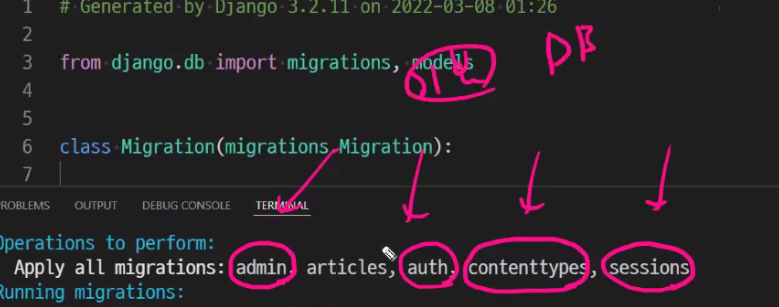 1 # Generated by Django 3.2.11 on 2022-03-08 01:26
2
3 from django.db import migrations, models
DB
4
5
6 class Migration(migrations.Migration):
7
ROBLEMS OUTPUT DEBUG CONSOLE TERMINAL
Operations to perform:
Apply all migrations: admin, articles, auth, contenttypes, sessions
Running migrations: